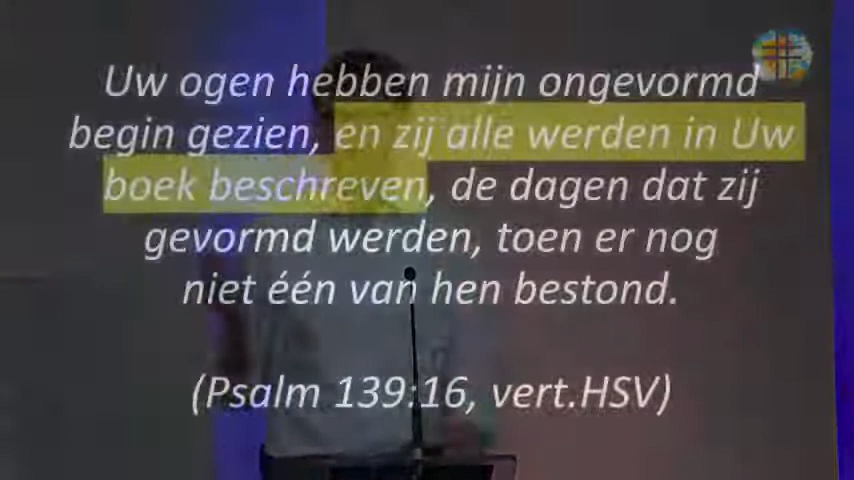 Uw ogen hebben mijn ongevormd
begin gezien, en zij alle werden in Uw
boek beschreven, de dagen dat zij
gevormd werden, toen er nog
niet één van hen bestond.
(Psalm 139:16, vert.HSV)